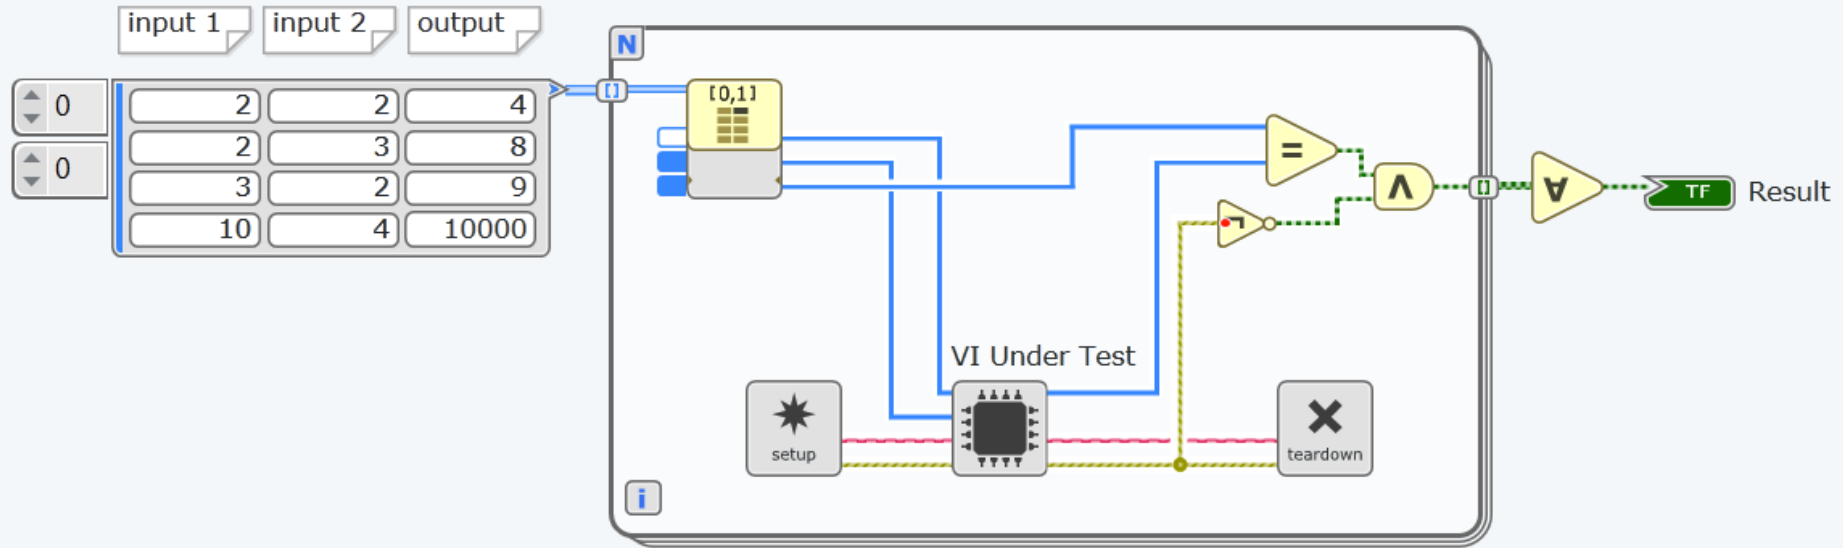 input 1 input 2 output
N
0 2 2 4
[0,1]
2 3 8
0
3 2 9
10 4 10000
=
∧
∀
TF Result
¬
VI Under Test
setup
teardown
i